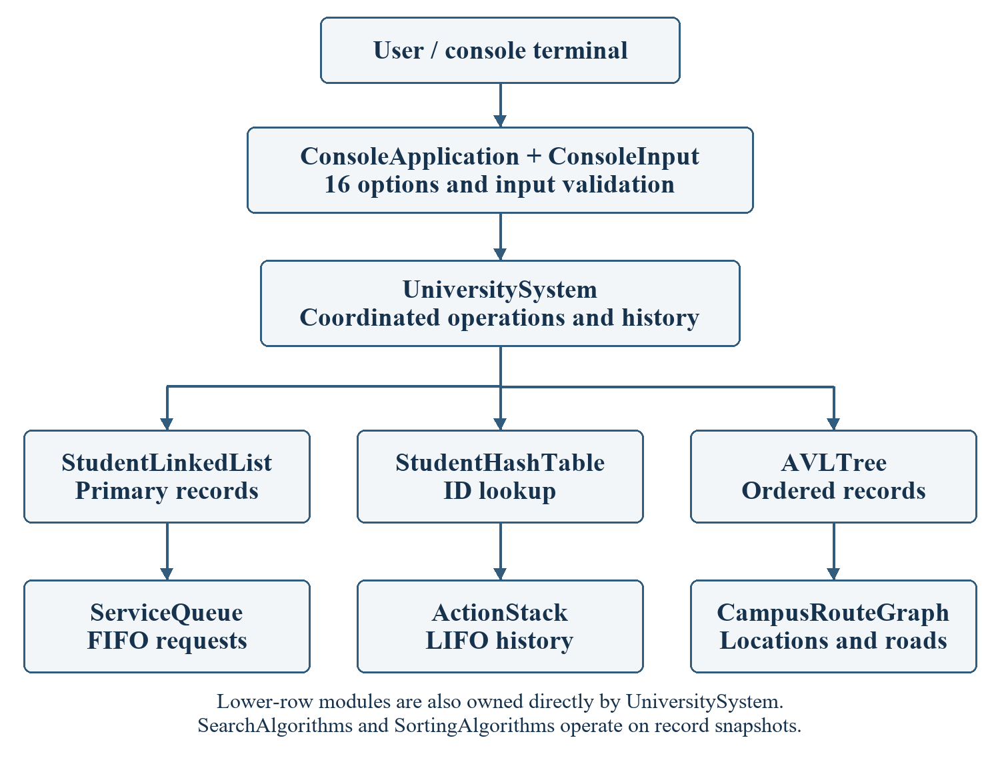 User / console terminal
ConsoleApplication + ConsoleInput
16 options and input validation
UniversitySystem
Coordinated operations and history
StudentLinkedList
Primary records
StudentHashTable
ID lookup
AVLTree
Ordered records
ServiceQueue
FIFO requests
ActionStack
LIFO history
CampusRouteGraph
Locations and roads
Lower-row modules are also owned directly by UniversitySystem.
SearchAlgorithms and SortingAlgorithms operate on record snapshots.